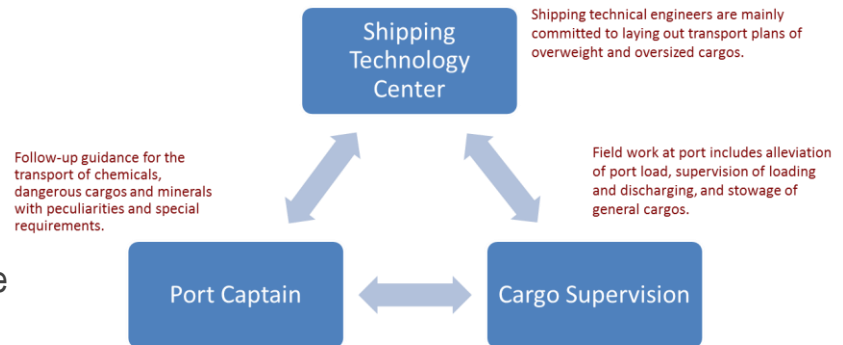 Shipping
Technology
Center
Shipping technical engineers are mainly
committed to laying out transport plans of
overweight and oversized cargos.
Follow-up guidance for the
transport of chemicals,
dangerous cargos and minerals
with peculiarities and special
requirements.
Field work at port includes alleviation
of port load, supervision of loading
and discharging, and stowage of
general cargos.
e
Port Captain
Cargo Supervision